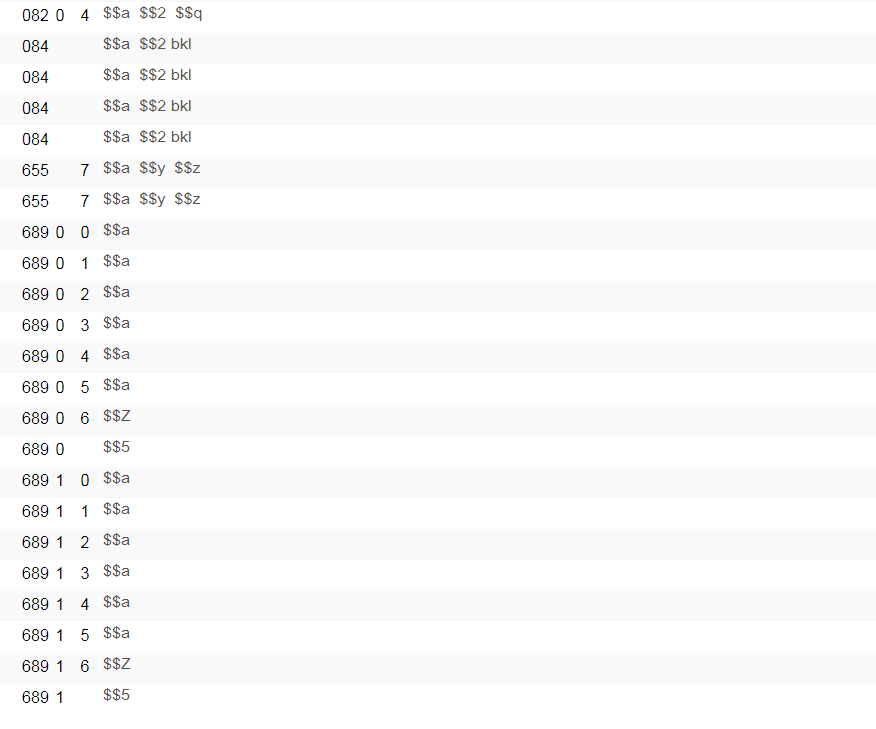 082 0 4 $$a $$2 $$q
084 $$a $$2 bkl
084 $$a $$2 bkl
084 $$a $$2 bkl
084 $$a $$2 bkl
655 7 $$a $$y $$z
655 7 $$a $$y $$z
689 0 0 $$a
689 0 1 $$a
689 0 2 $$a
689 0 3 $$a
689 0 4 $$a
689 0 5 $$a
689 0 6 $$Z
689 0 $$5
689 1 0 $$a
689 1 1 $$a
689 1 2 $$a
689 1 3 $$a
689 1 4 $$a
689 1 5 $$a
689 1 6 $$Z
689 1 $$5